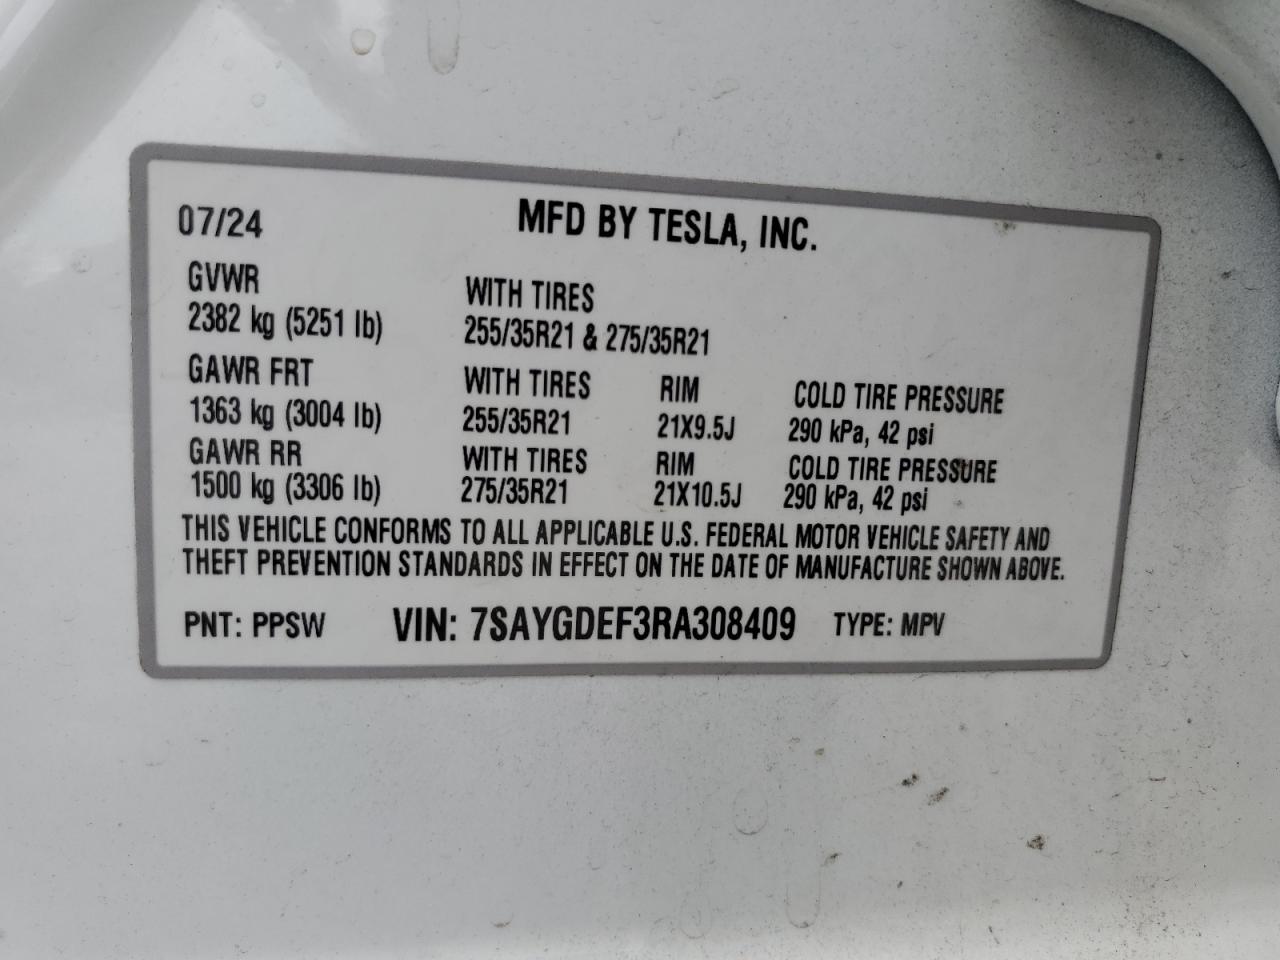 07/24 MFD BY TESLA, INC.
GVWR WITH TIRES
2382 kg (5251 lb) 255/35R21 & 275/35R21
GAWR FRT WITH TIRES RIM COLD TIRE PRESSURE
1363 kg (3004 lb) 255/35R21 21X9.5J 290 kPa, 42 psi
GAWR RR WITH TIRES RIM COLD TIRE PRESSURE
1500 kg (3306 lb) 275/35R21 21X10.5J 290 kPa, 42 psi
THIS VEHICLE CONFORMS TO ALL APPLICABLE U.S. FEDERAL MOTOR VEHICLE SAFETY AND
THEFT PREVENTION STANDARDS IN EFFECT ON THE DATE OF MANUFACTURE SHOWN ABOVE.
PNT: PPSW VIN: 7SAYGDEF3RA308409 TYPE: MPV